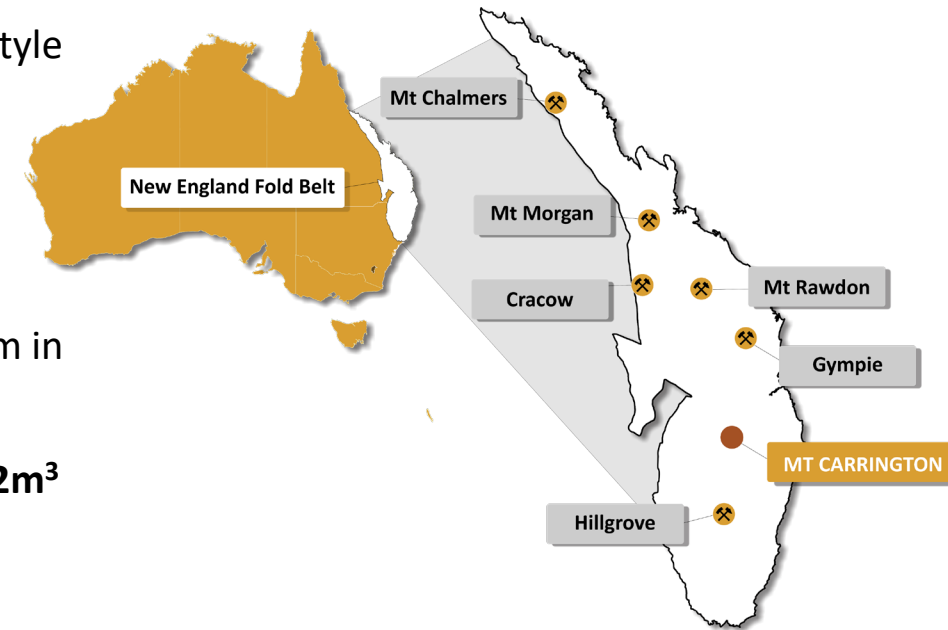 tyle
Mt Chalmers
New England Fold Belt
Mt Morgan
Mt Rawdon
Cracow
m in
Gympie
MT CARRINGTON
2m³
Hillgrove